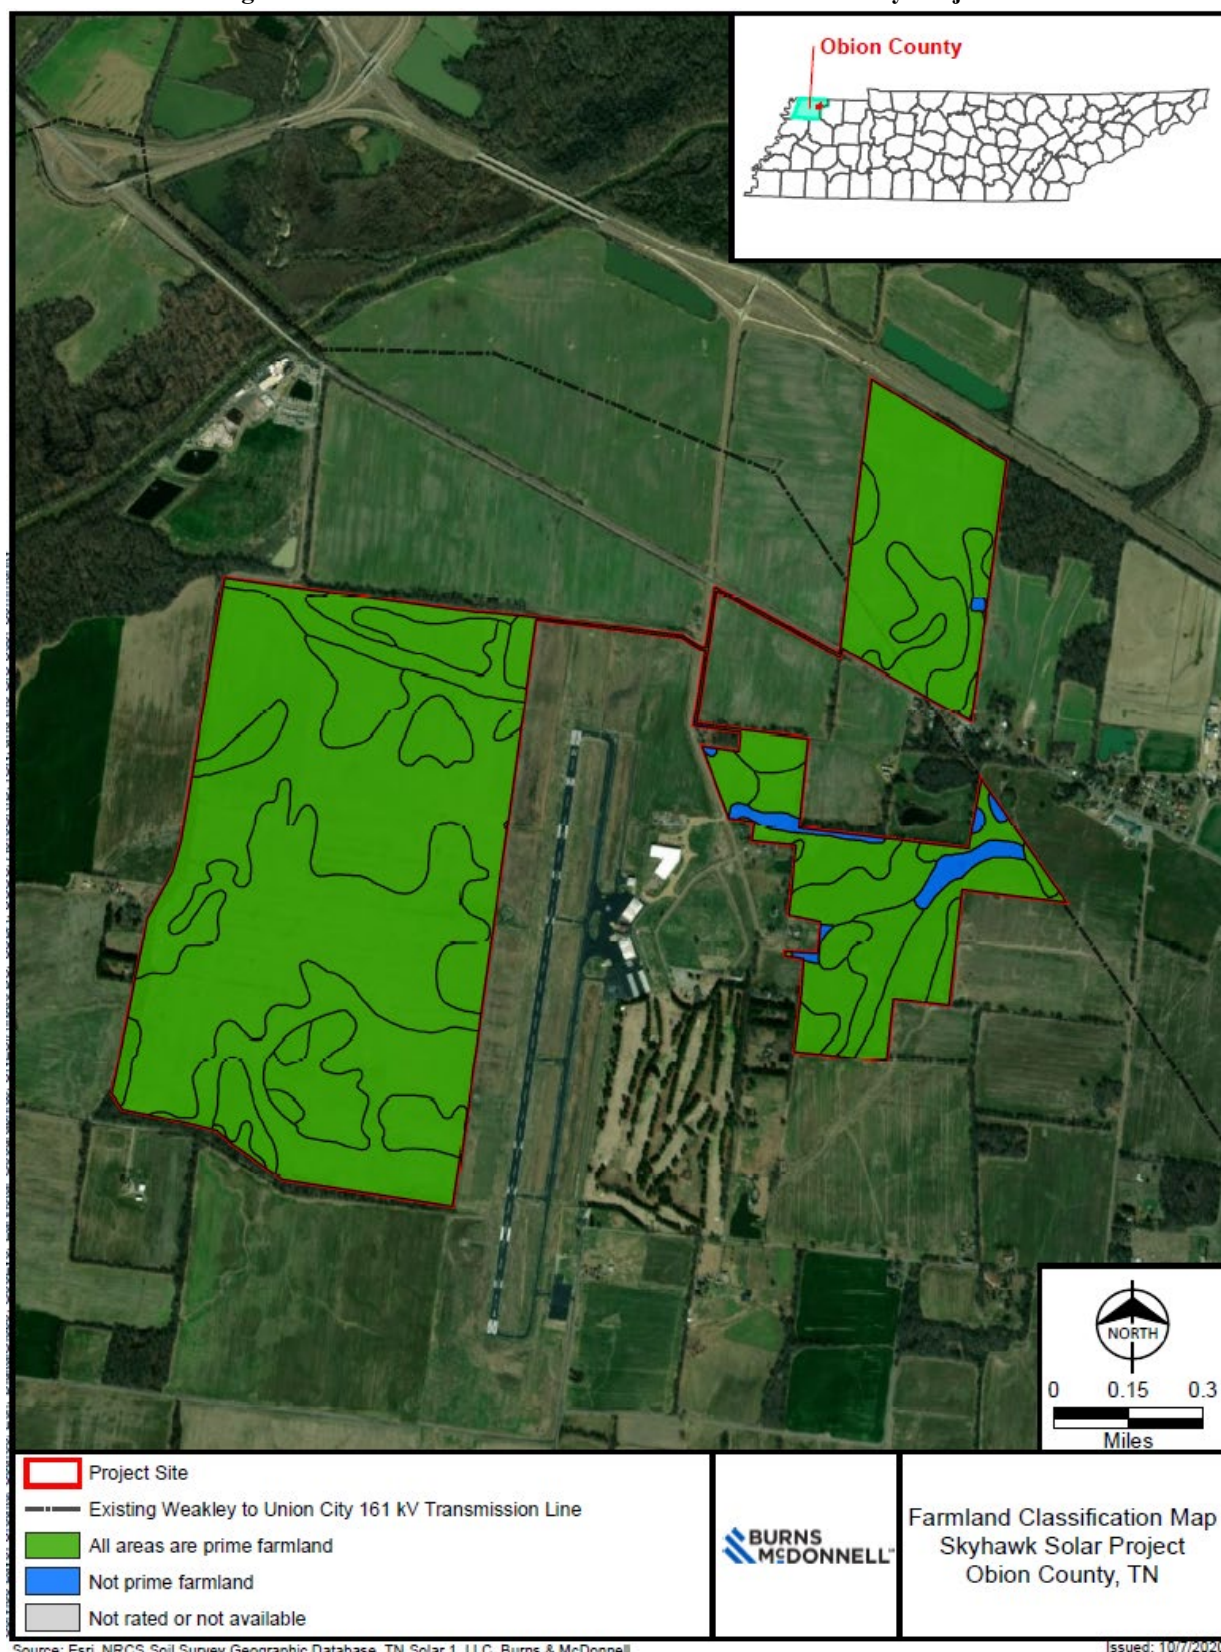 Obion County
NORTH
0 0.15 0.3
Miles
Project Site
Existing Weakley to Union City 161 kV Transmission Line
All areas are prime farmland
Not prime farmland
Not rated or not available
BURNS
McDONNELL
Farmland Classification Map
Skyhawk Solar Project
Obion County, TN
Source: Esri, NRCS Soil Survey Geographic Database, TN Solar 1, LLC, Burns & McDonnell
Issued: 10/7/2020